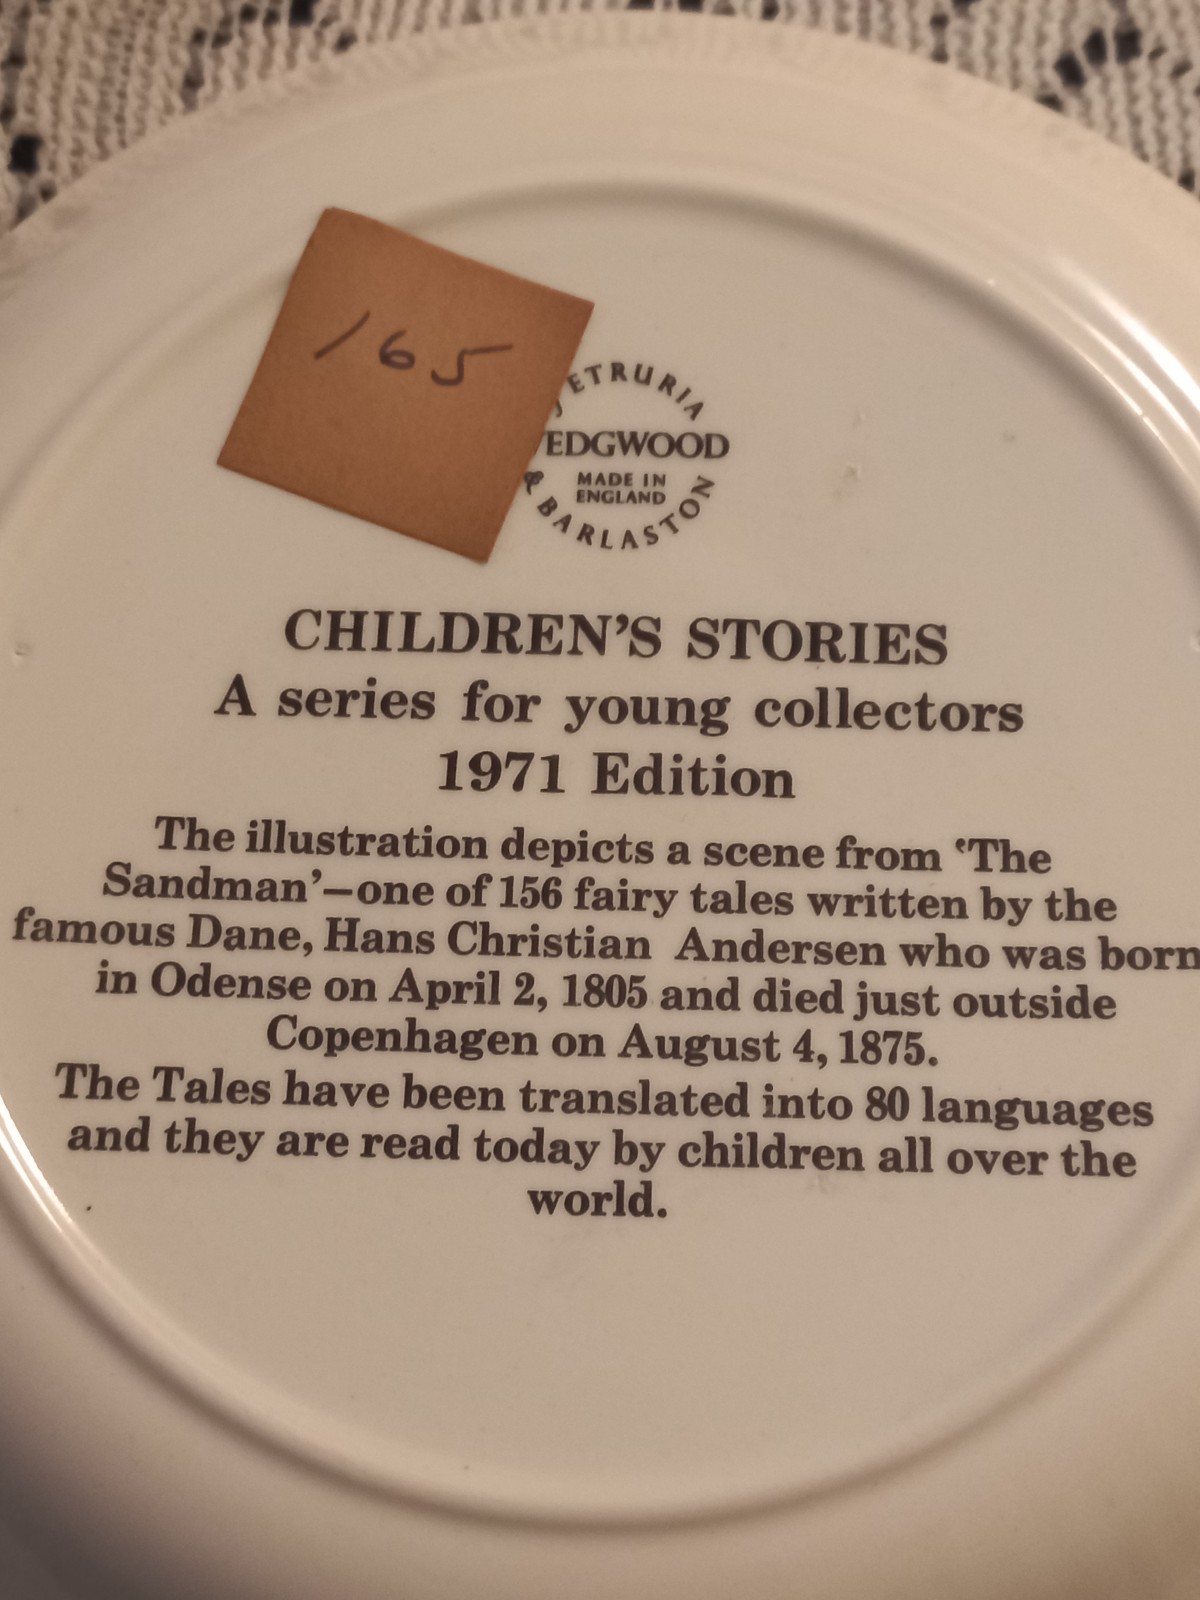 165
ETRURIA
EDGWOOD
MADE IN
ENGLAND
& BARLASTON
CHILDREN'S STORIES
A series for young collectors
1971 Edition
The illustration depicts a scene from ‘The
Sandman’—one of 156 fairy tales written by the
famous Dane, Hans Christian Andersen who was born
in Odense on April 2, 1805 and died just outside
Copenhagen on August 4, 1875.
The Tales have been translated into 80 languages
and they are read today by children all over the
world.